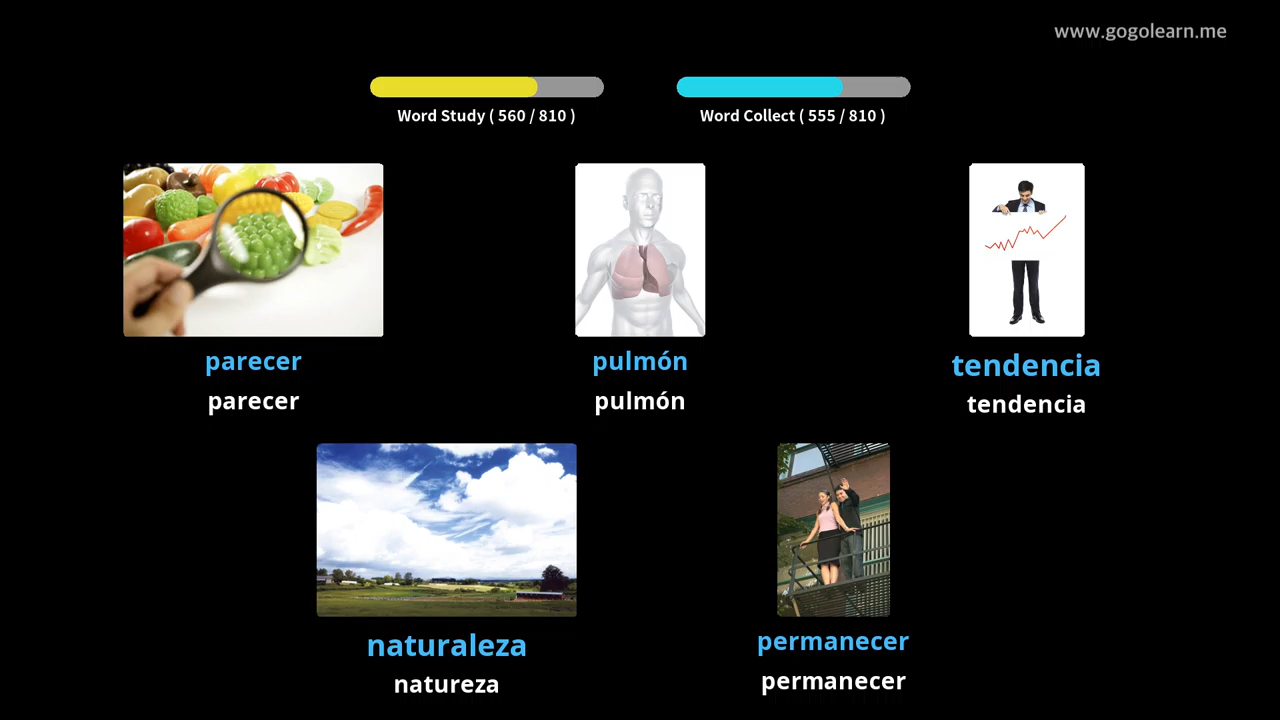 www.gogolearn.me
Word Study ( 560 / 810 )
Word Collect ( 555 / 810 )
parecer
parecer
pulmón
pulmón
tendencia
tendencia
naturaleza
natureza
permanecer
permanecer